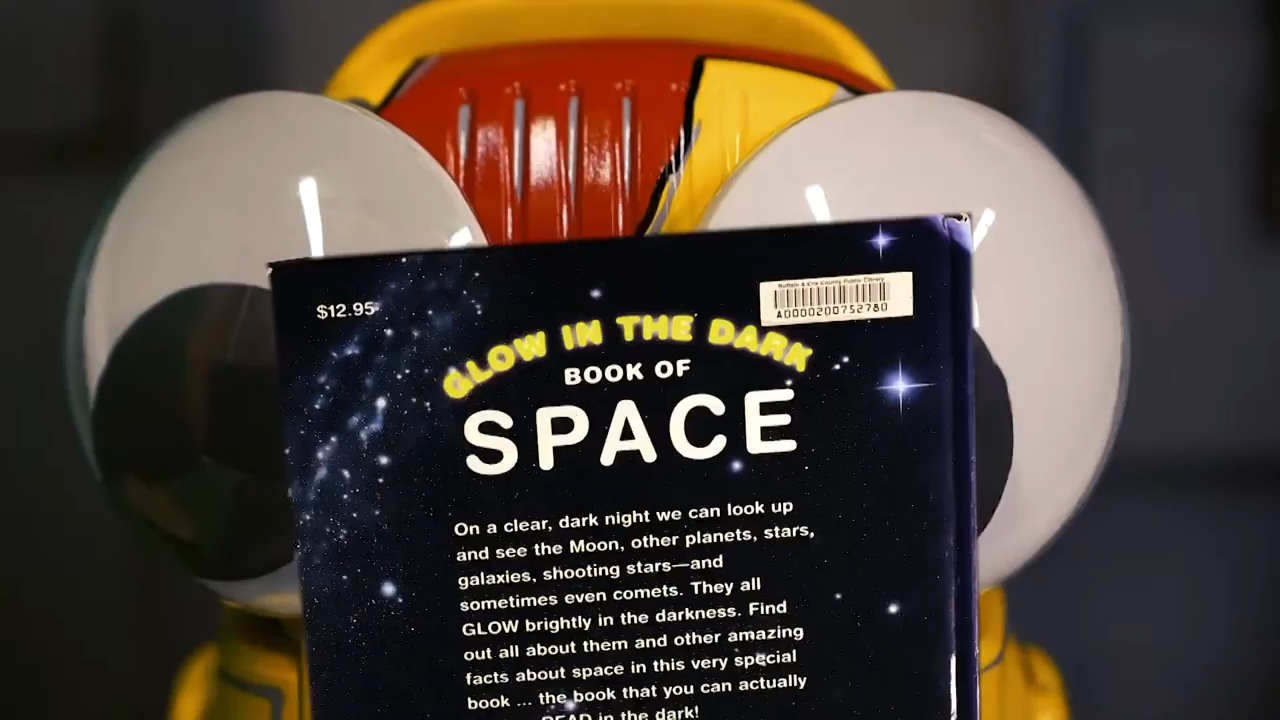 $12.95
Buffalo & Erie County Public Library
A0000200752780
GLOW IN THE DARK
BOOK OF
SPACE
On a clear, dark night we can look up
and see the Moon, other planets, stars,
galaxies, shooting stars—and
sometimes even comets. They all
GLOW brightly in the darkness. Find
out all about them and other amazing
facts about space in this very special
book ... the book that you can actually
READ in the dark!